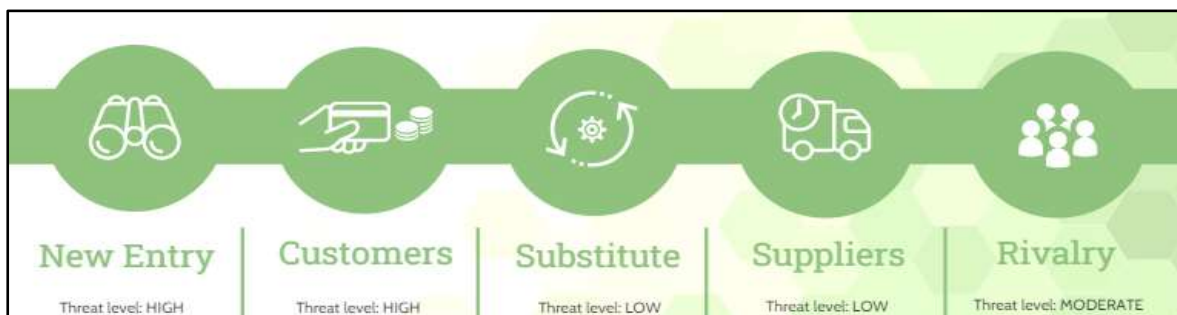 New Entry
Customers
Substitute
Suppliers
Rivalry
Threat level: HIGH
Threat level: HIGH
Threat level: LOW
Threat level: LOW
Threat level: MODERATE